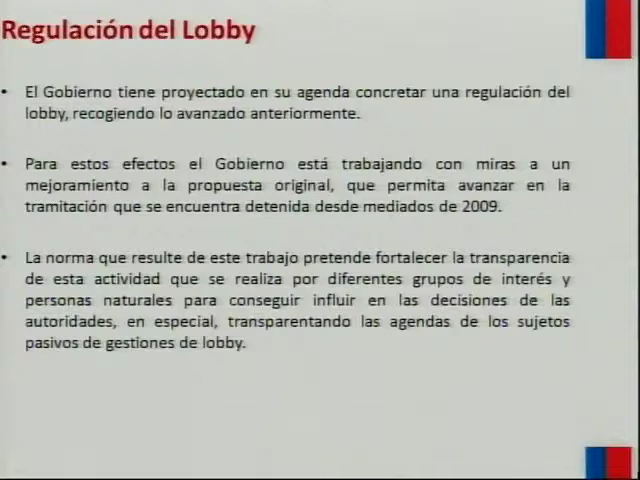 Regulación del Lobby
• El Gobierno tiene proyectado en su agenda concretar una regulación del
lobby, recogiendo lo avanzado anteriormente.
• Para estos efectos el Gobierno está trabajando con miras a un
mejoramiento a la propuesta original, que permita avanzar en la
tramitación que se encuentra detenida desde mediados de 2009.
• La norma que resulte de este trabajo pretende fortalecer la transparencia
de esta actividad que se realiza por diferentes grupos de interés y
personas naturales para conseguir influir en las decisiones de las
autoridades, en especial, transparentando las agendas de los sujetos
pasivos de gestiones de lobby.